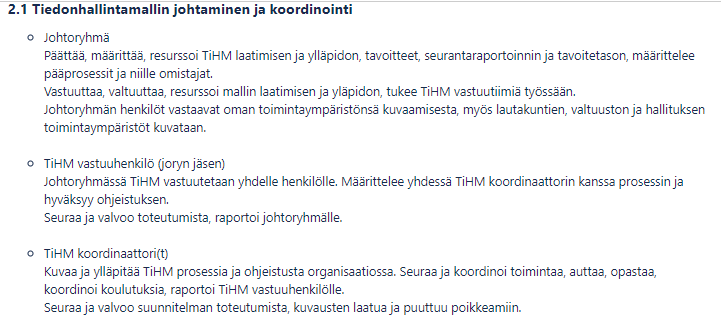 2.1 Tiedonhallintamallin johtaminen ja koordinointi
Johtoryhmä
Päättää, määrittää, resurssoi TiHM laatimisen ja ylläpidon, tavoitteet, seurantaraportoinnin ja tavoitetason, määrittelee
pääprosessit ja niille omistajat.
Vastuuttaa, valtuuttaa, resurssoi mallin laatimisen ja yläpidon, tukee TiHM vastuutiimiä työssään.
Johtoryhmän henkilöt vastaavat oman toimintaympäristönsä kuvaamisesta, myös lautakuntien, valtuuston ja hallituksen
toimintaympäristöt kuvataan.
TiHM vastuuhenkilö (joryn jäsen)
Johtoryhmässä TiHM vastuutetaan yhdelle henkilölle. Määrittelee yhdessä TiHM koordinaattorin kanssa prosessin ja
hyväksyy ohjeistuksen.
Seuraa ja valvoo toteutumista, raportoi johtoryhmälle.
TiHM koordinaattori(t)
Kuvaa ja ylläpitää TiHM prosessia ja ohjeistusta organisaatiossa. Seuraa ja koordinoi toimintaa, auttaa, opastaa,
koordinoi koulutuksia, raportoi TiHM vastuuhenkilölle.
Seuraa ja valvoo suunnitelman toteutumista, kuvausten laatua ja puuttuu poikkeamiin.